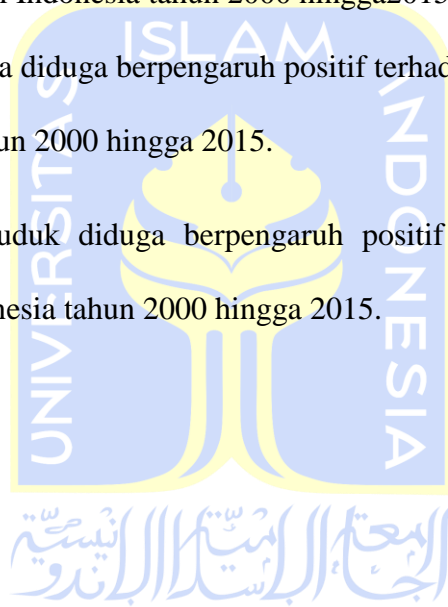 i Indonesia tahun 2000 hingga2015
a diduga berpengaruh positif terhad
un 2000 hingga 2015.
uduk diduga berpengaruh positif
nesia tahun 2000 hingga 2015.
ISLAM
UNIVERSITAS
INDONESIA